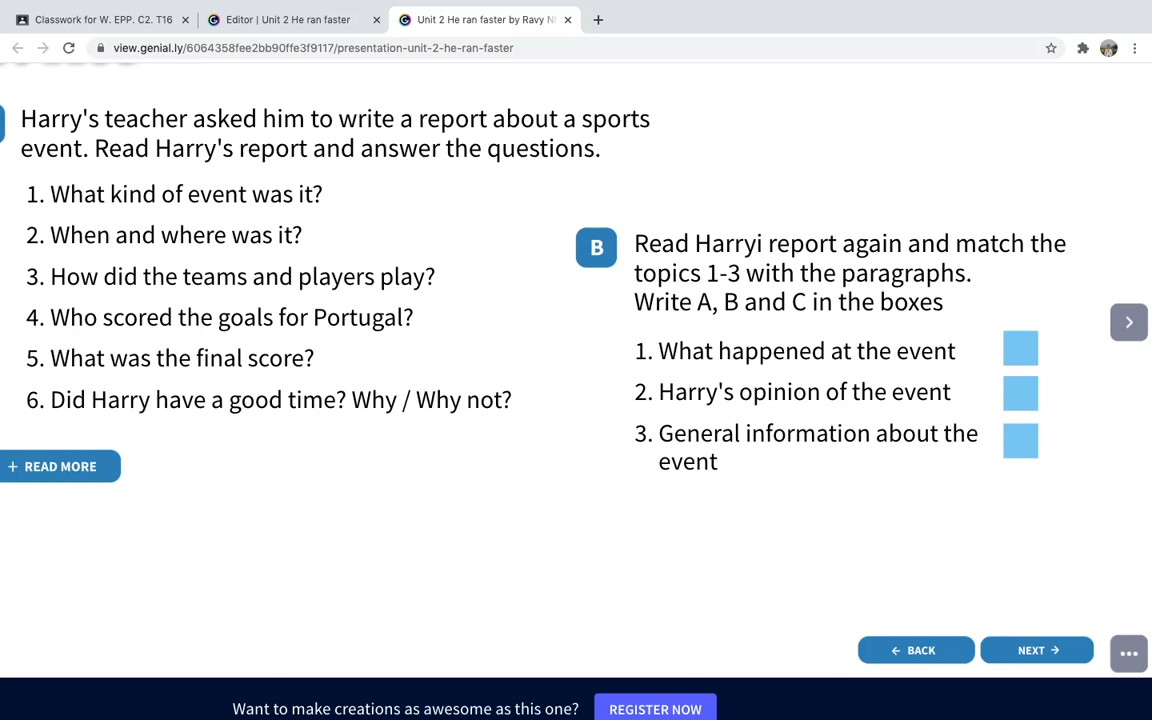 Classwork for W. EPP. C2. T16
Editor | Unit 2 He ran faster
Unit 2 He ran faster by Ravy
view.genial.ly/6064358fee2bb90ffe3f9117/presentation-unit-2-he-ran-faster
Harry's teacher asked him to write a report about a sports
event. Read Harry's report and answer the questions.
1. What kind of event was it?
2. When and where was it?
3. How did the teams and players play?
4. Who scored the goals for Portugal?
5. What was the final score?
6. Did Harry have a good time? Why / Why not?
+ READ MORE
B
Read Harryi report again and match the
topics 1-3 with the paragraphs.
Write A, B and C in the boxes
1. What happened at the event
2. Harry's opinion of the event
3. General information about the
event
← BACK
NEXT →
Want to make creations as awesome as this one?
REGISTER NOW